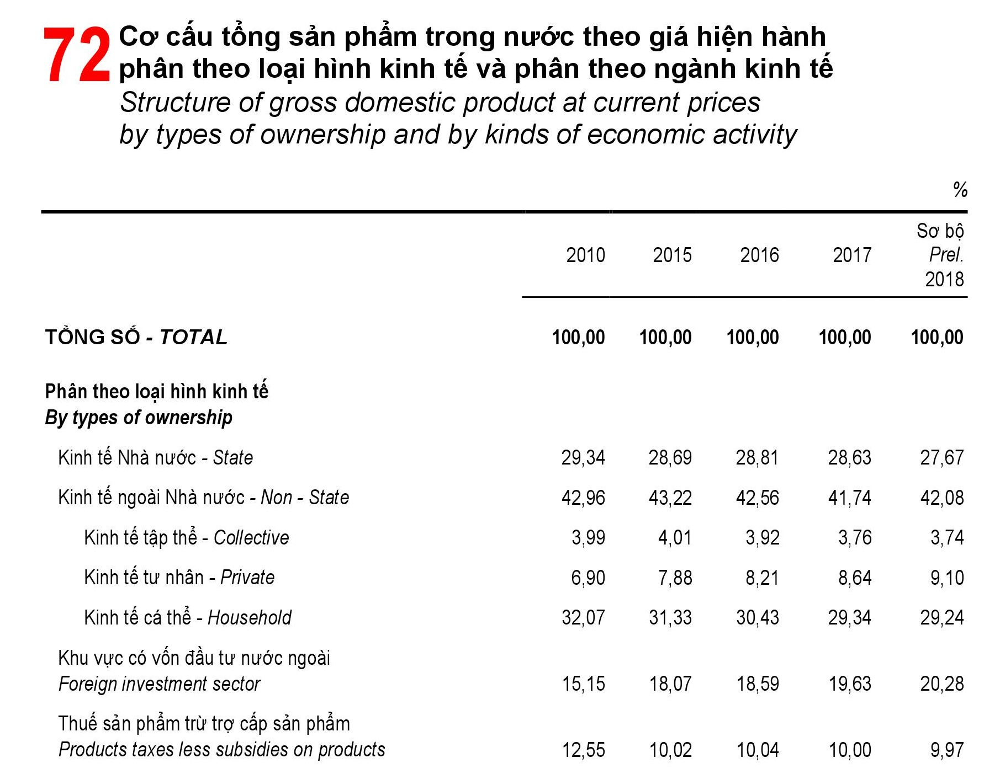 72 Cơ cấu tổng sản phẩm trong nước theo giá hiện hành
phân theo loại hình kinh tế và phân theo ngành kinh tế
Structure of gross domestic product at current prices
by types of ownership and by kinds of economic activity
%
2010 2015 2016 2017 Sơ bộ
Prel.
2018
TỔNG SỐ - TOTAL 100,00 100,00 100,00 100,00 100,00
Phân theo loại hình kinh tế
By types of ownership
Kinh tế Nhà nước - State 29,34 28,69 28,81 28,63 27,67
Kinh tế ngoài Nhà nước - Non - State 42,96 43,22 42,56 41,74 42,08
Kinh tế tập thể - Collective 3,99 4,01 3,92 3,76 3,74
Kinh tế tư nhân - Private 6,90 7,88 8,21 8,64 9,10
Kinh tế cá thể - Household 32,07 31,33 30,43 29,34 29,24
Khu vực có vốn đầu tư nước ngoài
Foreign investment sector 15,15 18,07 18,59 19,63 20,28
Thuế sản phẩm trừ trợ cấp sản phẩm
Products taxes less subsidies on products 12,55 10,02 10,04 10,00 9,97